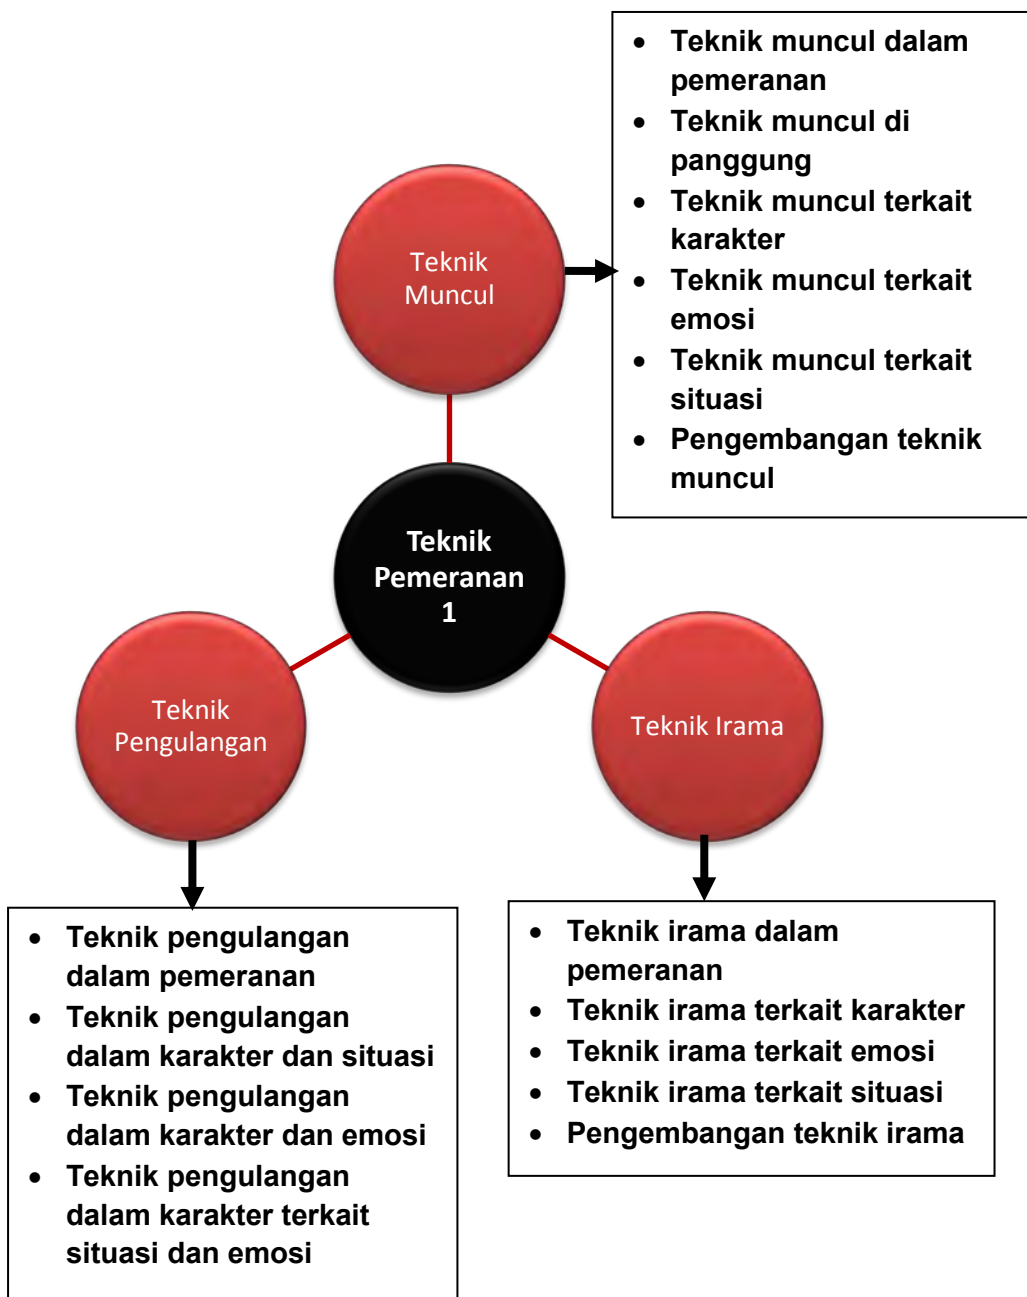 • Teknik muncul dalam
pemeranan
• Teknik muncul di
panggung
• Teknik muncul terkait
karakter
• Teknik muncul terkait
emosi
• Teknik muncul terkait
situasi
• Pengembangan teknik
muncul
Teknik
Muncul
Teknik
Pemeranan
1
Teknik
Pengulangan
Teknik Irama
• Teknik pengulangan
dalam pemeranan
• Teknik pengulangan
dalam karakter dan situasi
• Teknik pengulangan
dalam karakter dan emosi
• Teknik pengulangan
dalam karakter terkait
situasi dan emosi
• Teknik irama dalam
pemeranan
• Teknik irama terkait karakter
• Teknik irama terkait emosi
• Teknik irama terkait situasi
• Pengembangan teknik irama